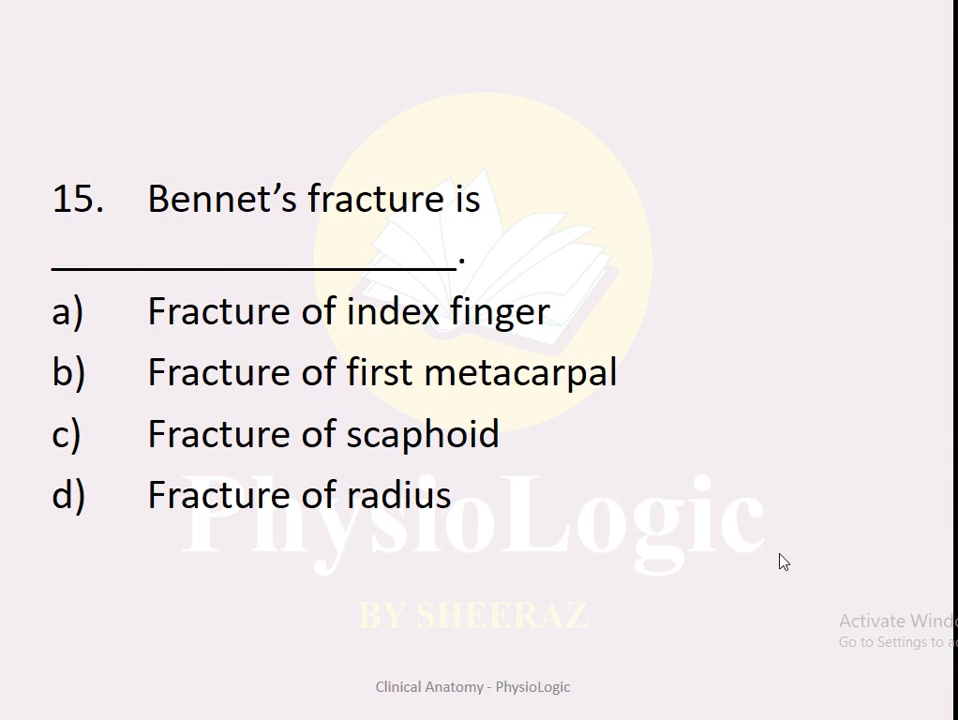 15. Bennet’s fracture is
____________________.
a) Fracture of index finger
b) Fracture of first metacarpal
c) Fracture of scaphoid
d) Fracture of radius
PhysioLogic
BY SHEERAZ
Activate Windo
Go to Settings to a
Clinical Anatomy - PhysioLogic